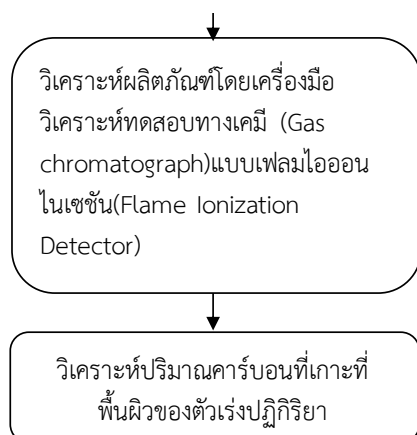 วิเคราะห์ผลิตภัณฑ์โดยเครื่องมือ
วิเคราะห์ทดสอบทางเคมี (Gas
chromatograph)แบบเฟลมไอออน
ไนเซชัน(Flame Ionization
Detector)
วิเคราะห์ปริมาณคาร์บอนที่เกาะที่
พื้นผิวของตัวเร่งปฏิกิริยา